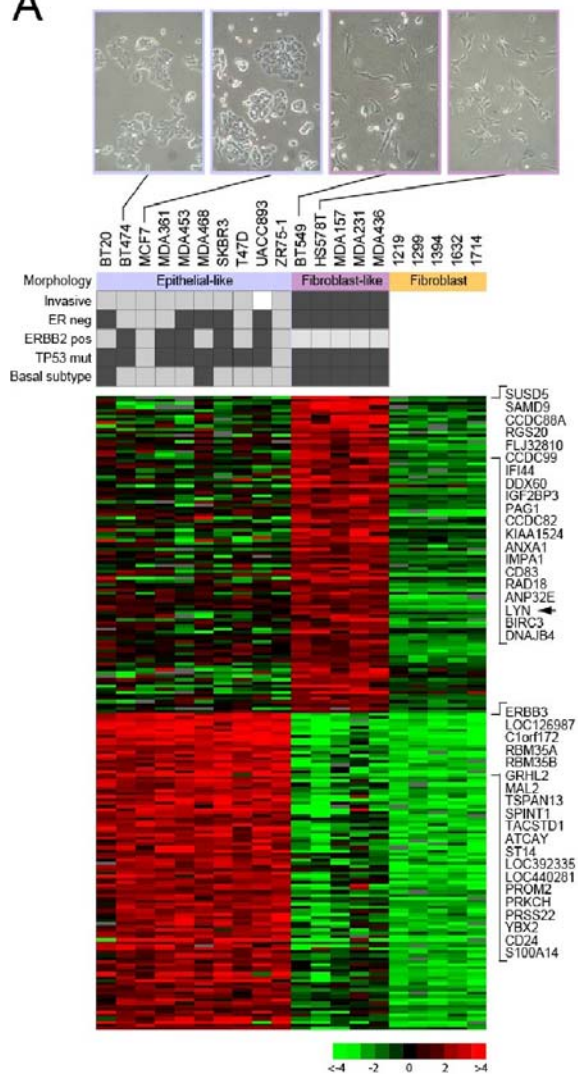 A
BT20
BT474
MCF7
MDA361
MDA453
MDA468
SKBR3
T47D
UACC893
ZR75-1
BT549
HS578T
MDA157
MDA231
MDA436
1219
1299
1394
1632
1714
Morphology Epithelial-like Fibroblast-like Fibroblast
Invasive
ER neg
ERBB2 pos
TP53 mut
Basal subtype
SUSD5
SAMD9
CCDC88A
RGS20
FLJ32810
CCDC99
IFI44
DDX60
IGF2BP3
PAG1
CCDC82
KIAA1524
ANXA1
IMPA1
CD83
RAD18
ANP32E
LYN
BIRC3
DNAJB4
ERBB3
LOC126987
C1orf172
RBM35A
RBM35B
GRHL2
MAL2
TSPAN13
SPINT1
TACSTD1
ATCAY
ST14
LOC392335
LOC440281
PROM2
PRKCH
PRSS22
YBX2
CD24
S100A14
<-4 -2 0 2 >4